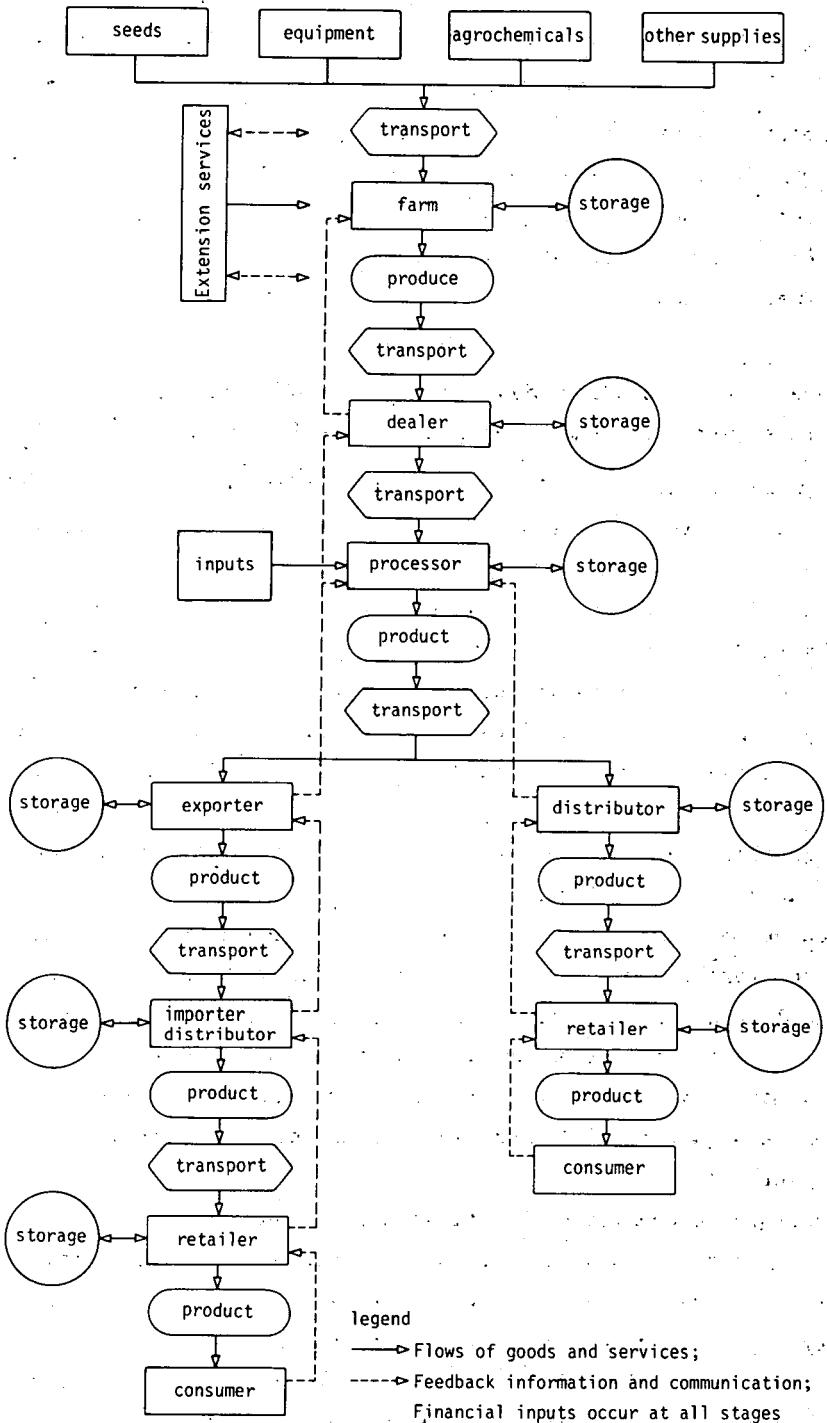 seeds
equipment
agrochemicals
other supplies
Extension services
transport
farm
storage
produce
transport
dealer
storage
transport
inputs
processor
storage
product
transport
storage
exporter
distributor
storage
product
product
transport
transport
storage
importer
distributor
retailer
storage
product
product
transport
consumer
storage
retailer
product
consumer
legend
Flows of goods and services;
Feedback information and communication;
Financial inputs occur at all stages